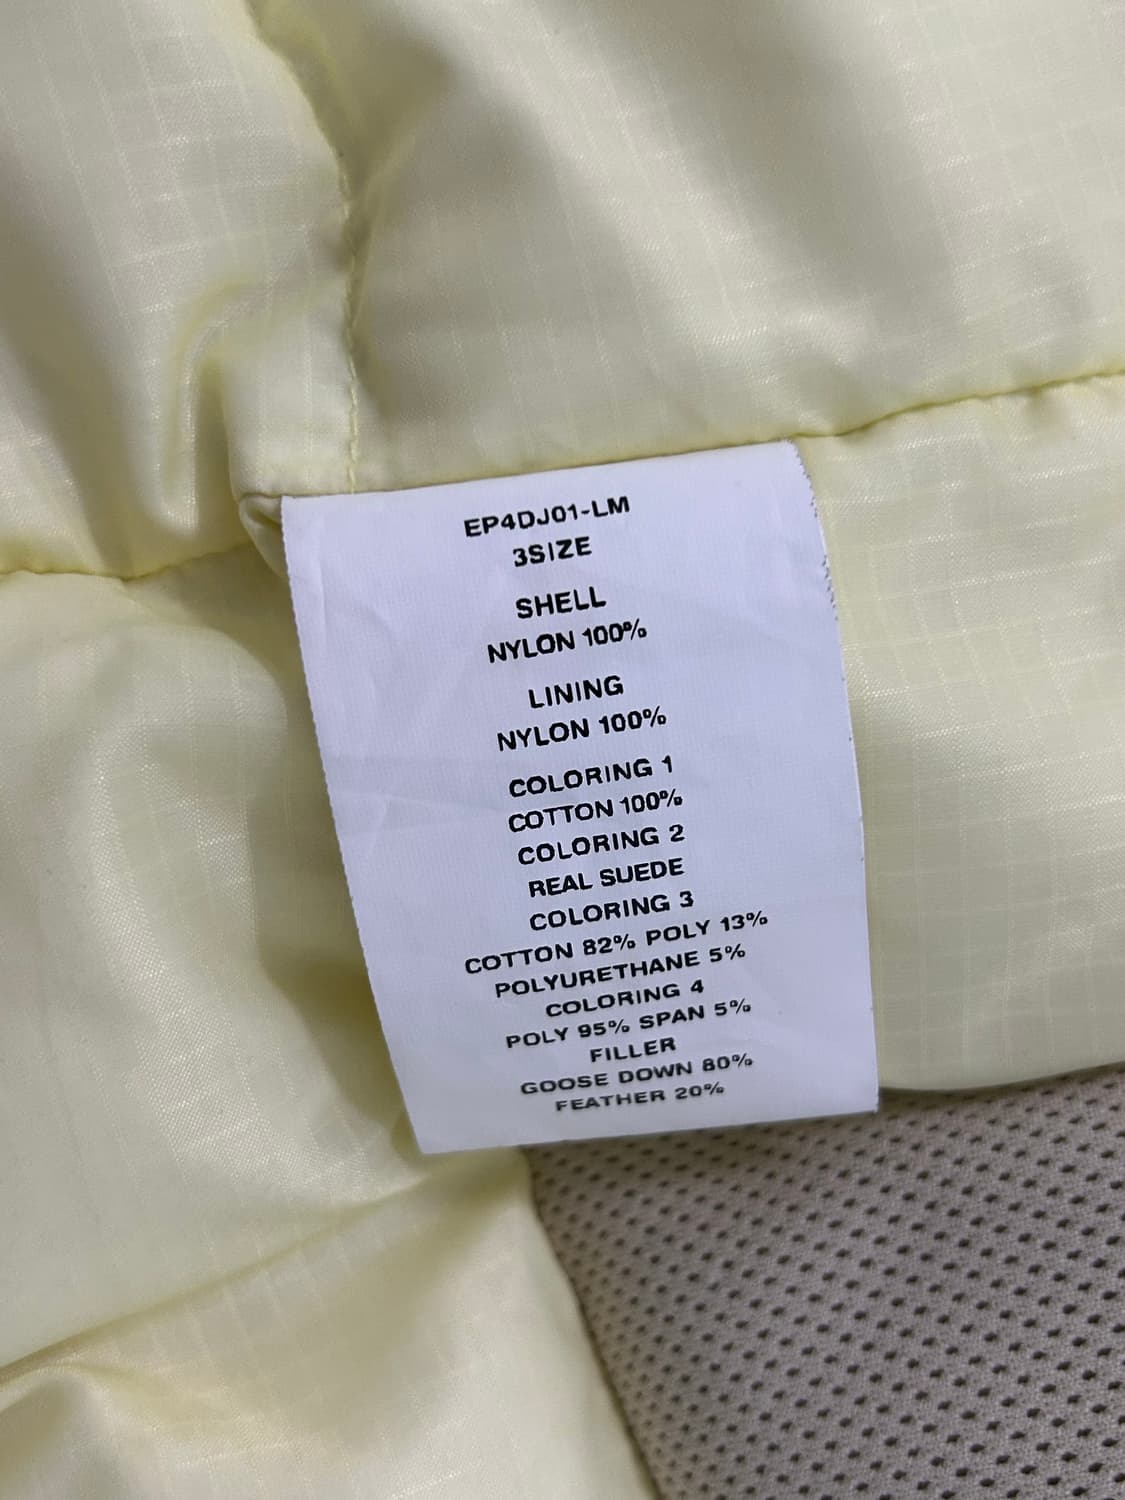 EP4DJ01-LM
3SIZE
SHELL
NYLON 100%
LINING
NYLON 100%
COLORING 1
COTTON 100%
COLORING 2
REAL SUEDE
COLORING 3
COTTON 82% POLY 13%
POLYURETHANE 5%
COLORING 4
POLY 95% SPAN 5%
FILLER
GOOSE DOWN 80%
FEATHER 20%